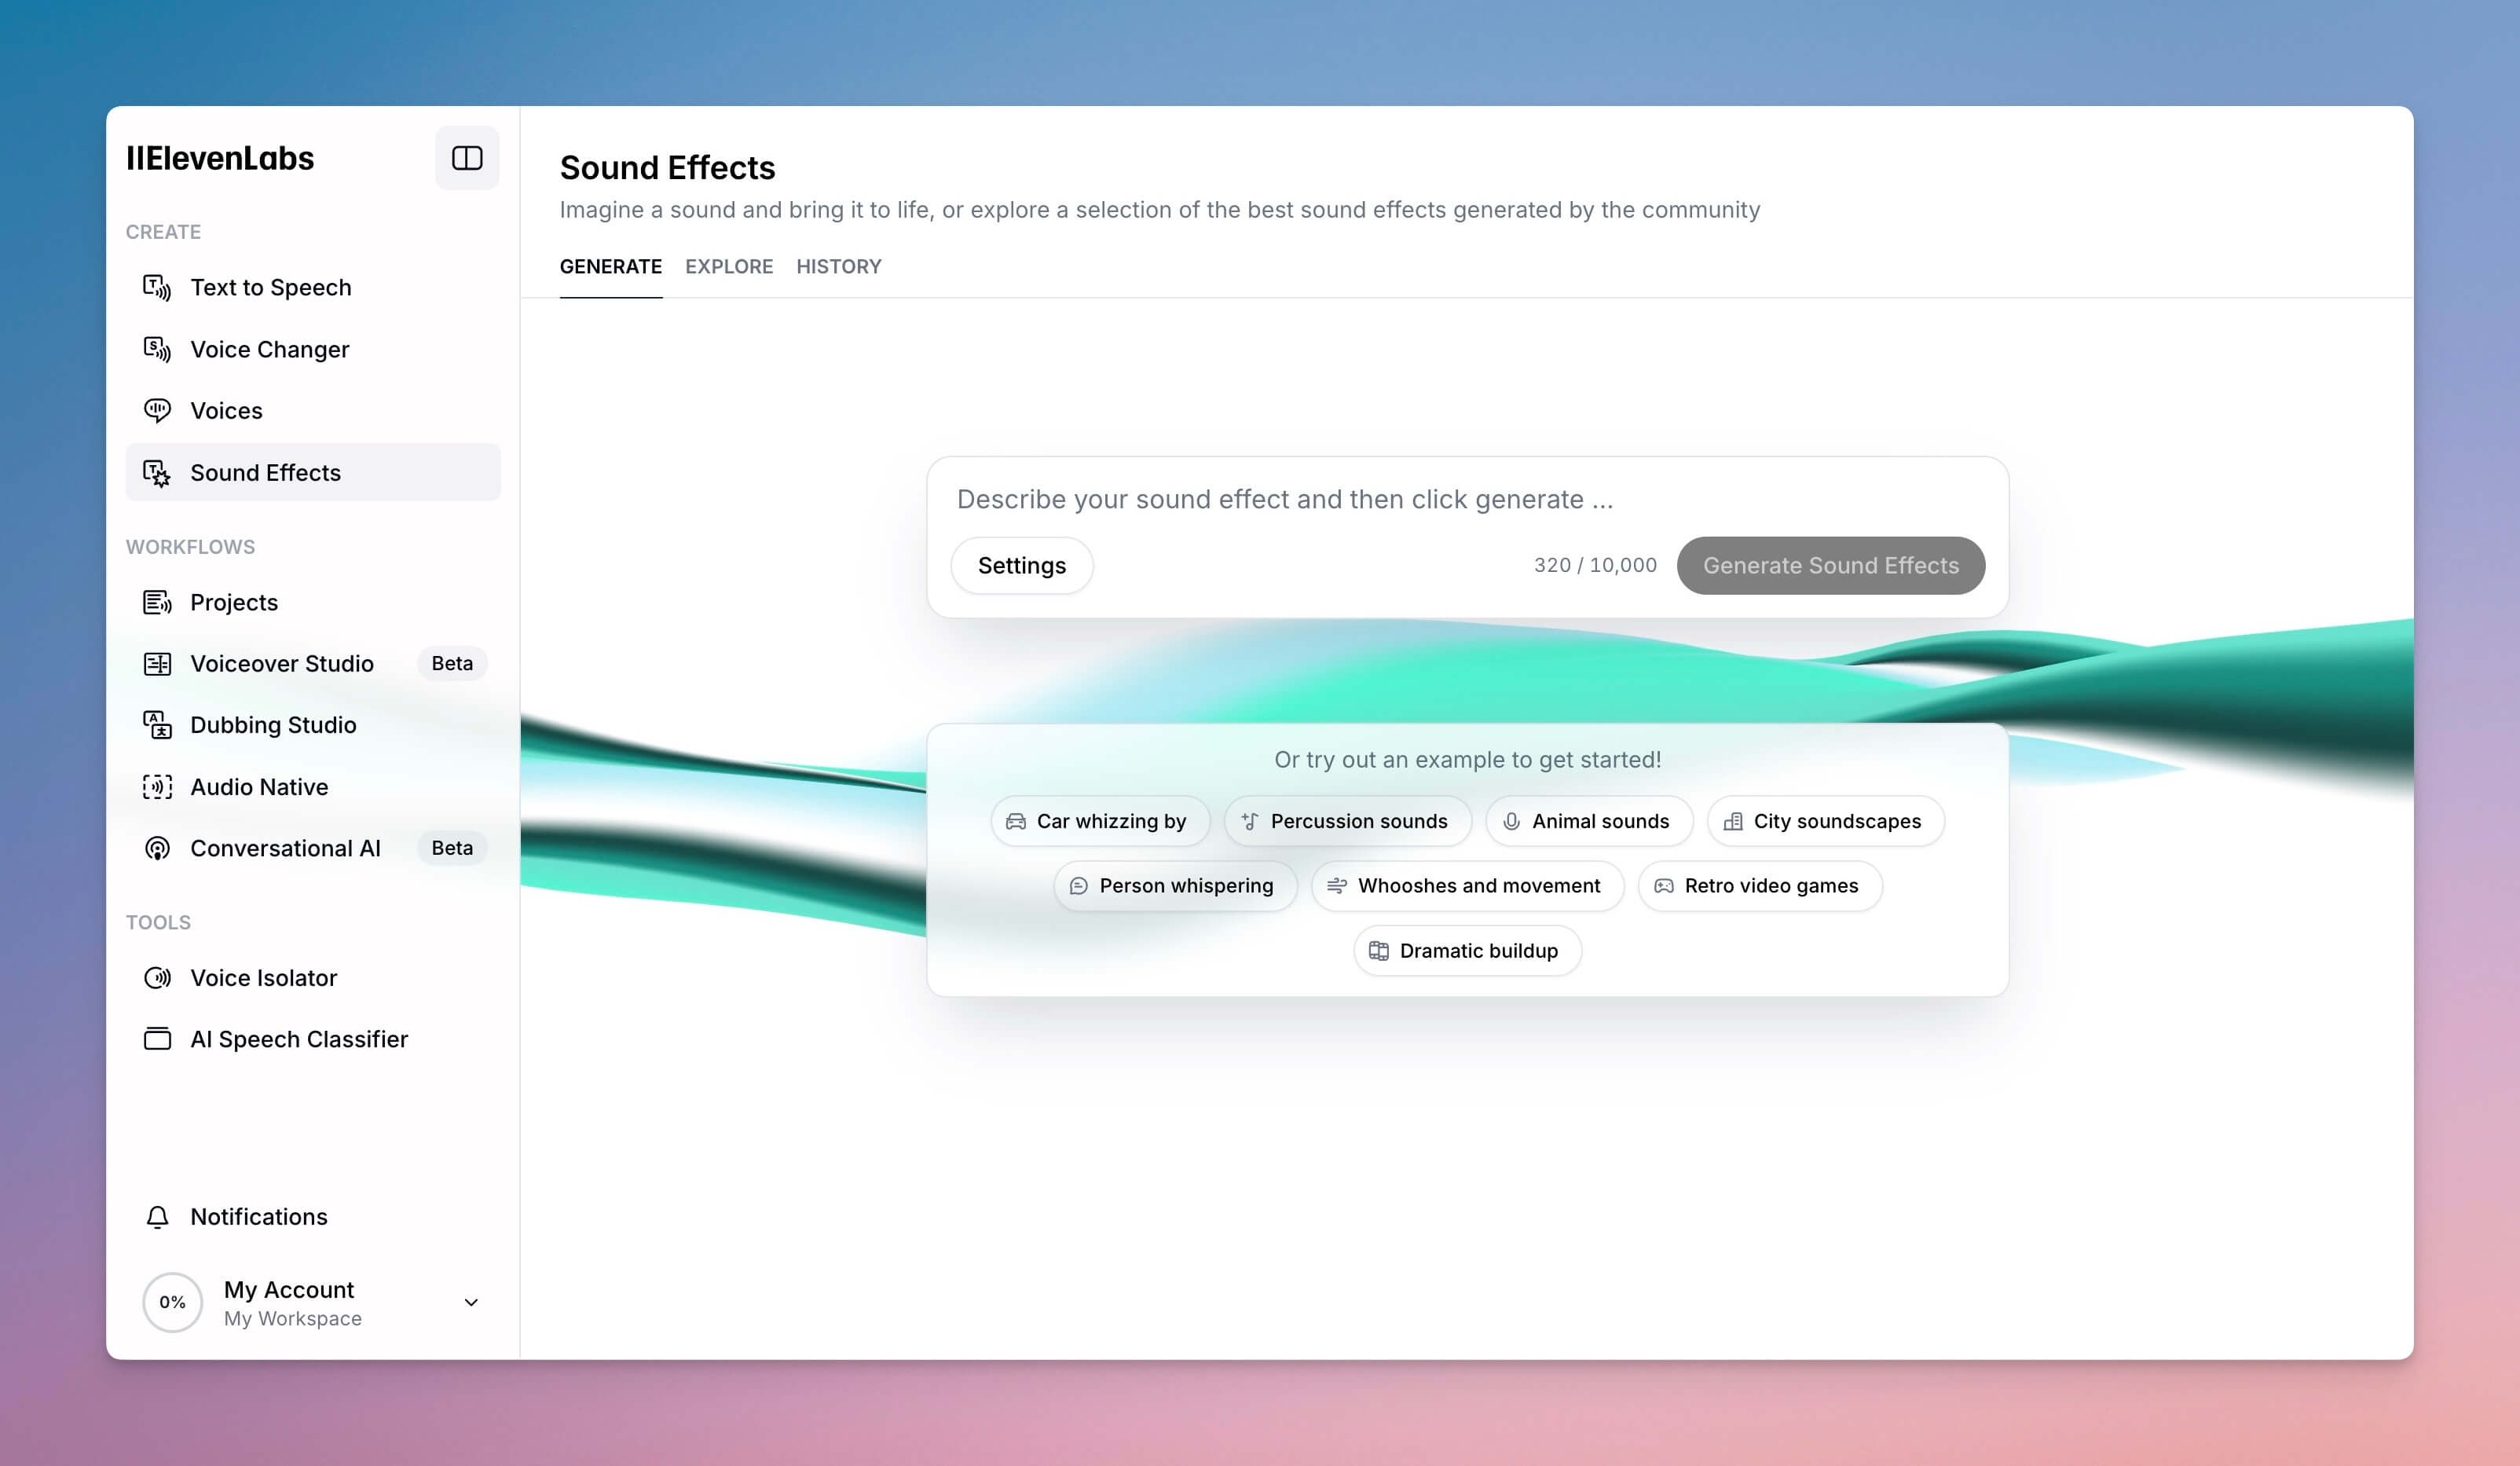 IIElevenLabs
CREATE
Text to Speech
Voice Changer
Voices
Sound Effects
WORKFLOWS
Projects
Voiceover Studio Beta
Dubbing Studio
Audio Native
Conversational AI Beta
TOOLS
Voice Isolator
AI Speech Classifier
Notifications
0%
My Account
My Workspace
Sound Effects
Imagine a sound and bring it to life, or explore a selection of the best sound effects generated by the community
GENERATE EXPLORE HISTORY
Describe your sound effect and then click generate ...
Settings 320 / 10,000 Generate Sound Effects
Or try out an example to get started!
Car whizzing by Percussion sounds Animal sounds City soundscapes
Person whispering Whooshes and movement Retro video games
Dramatic buildup